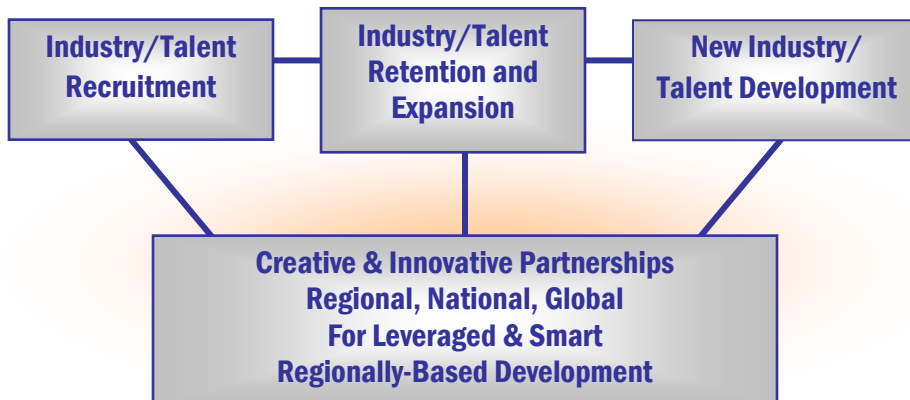 Industry/Talent
Recruitment
Industry/Talent
Retention and
Expansion
New Industry/
Talent Development
Creative & Innovative Partnerships
Regional, National, Global
For Leveraged & Smart
Regionally-Based Development